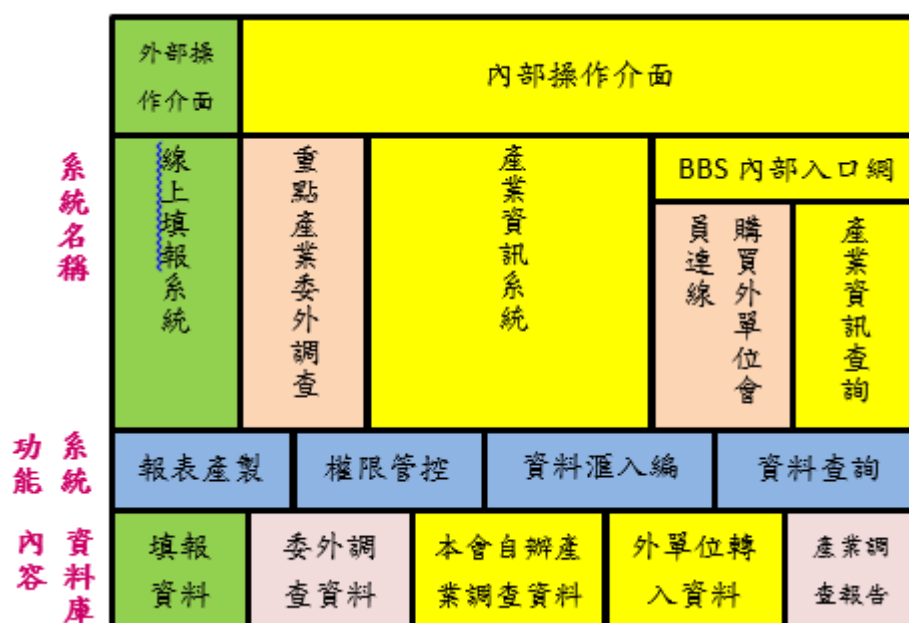 外部操
作介面
內部操作介面
系統名稱
線上填報系統
重點產業委外調查
產業資訊系統
BBS 內部入口網
購買外單位會
員連線
產業資訊查詢
系統
功能
報表產製
權限管控
資料滙入編
資料查詢
資料庫
內容
填報
資料
委外調
查資料
本會自辦產
業調查資料
外單位轉
入資料
產業調
查報告